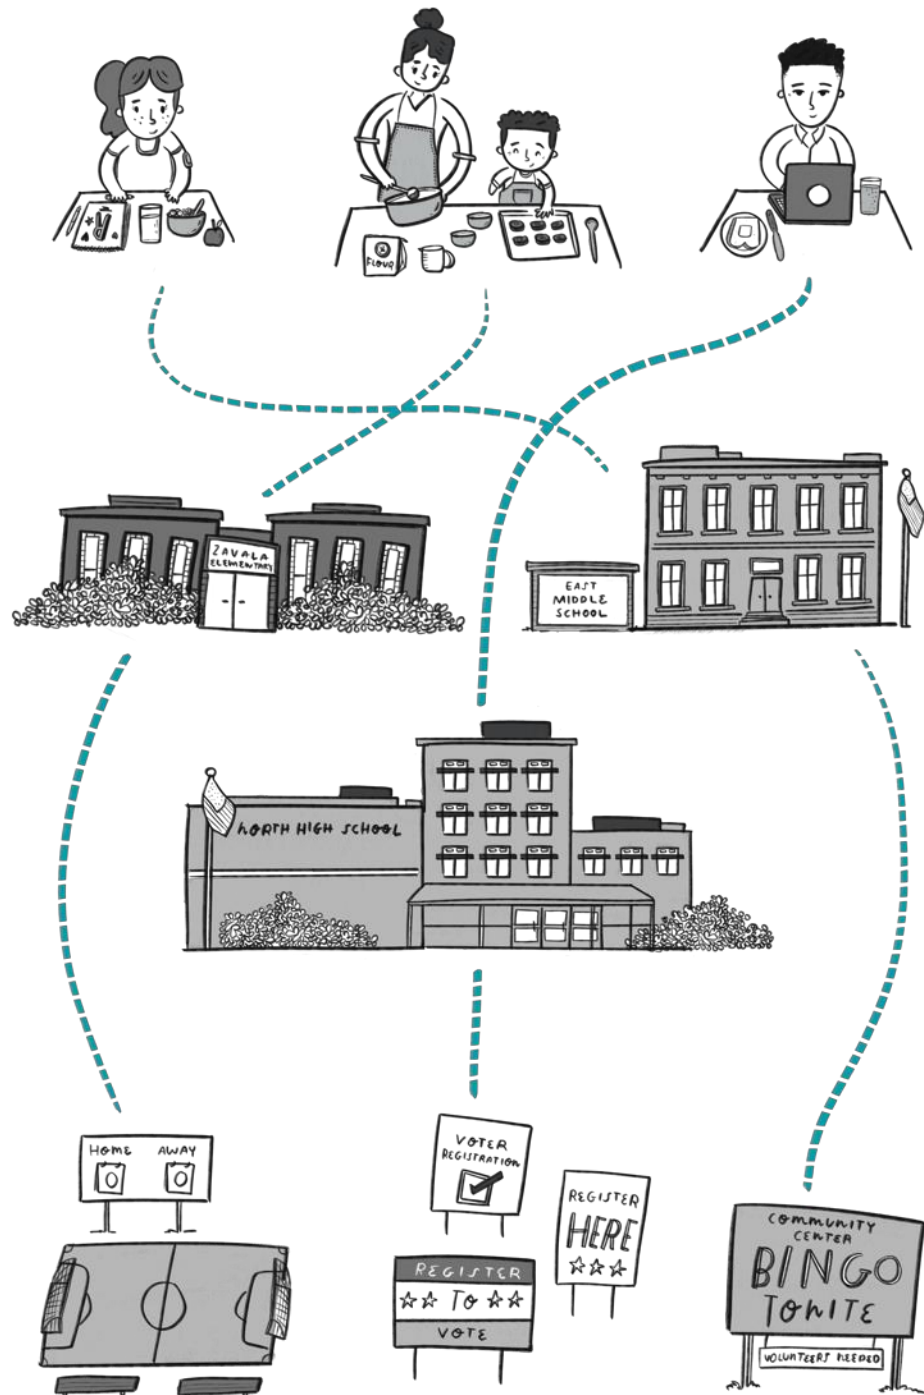 FLOUR
ZAVALA
ELEMENTARY
EAST
MIDDLE
SCHOOL
NORTH HIGH SCHOOL
HOME AWAY
0 0
VOTER
REGISTRATION
REGISTER
HERE
REGISTER
TO
VOTE
COMMUNITY
CENTER
BINGO
TONITE
VOLUNTEERS NEEDED